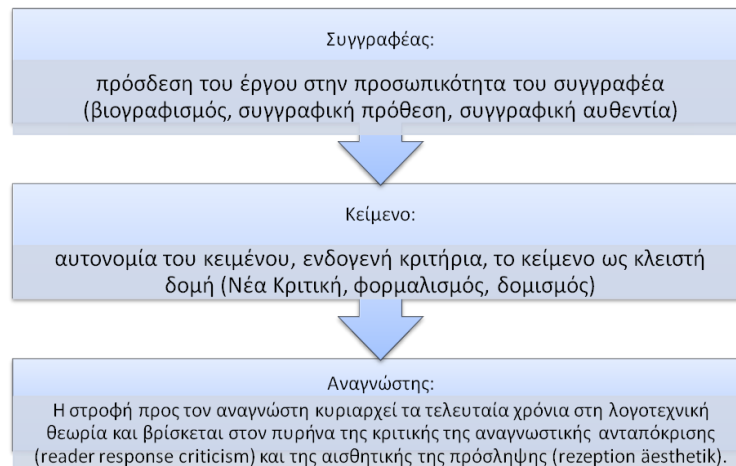 Συγγραφέας:
πρόσδεση του έργου στην προσωπικότητα του συγγραφέα
(βιογραφισμός, συγγραφική πρόθεση, συγγραφική αυθεντία)
Κείμενο:
αυτονομία του κειμένου, ενδογενή κριτήρια, το κείμενο ως κλειστή
δομή (Νέα Κριτική, φορμαλισμός, δομισμός)
Αναγνώστης:
Η στροφή προς τον αναγνώστη κυριαρχεί τα τελευταία χρόνια στη λογοτεχνική
θεωρία και βρίσκεται στον πυρήνα της κριτικής της αναγνωστικής ανταπόκρισης
(reader response criticism) και της αισθητικής της πρόσληψης (rezeption äesthetik).